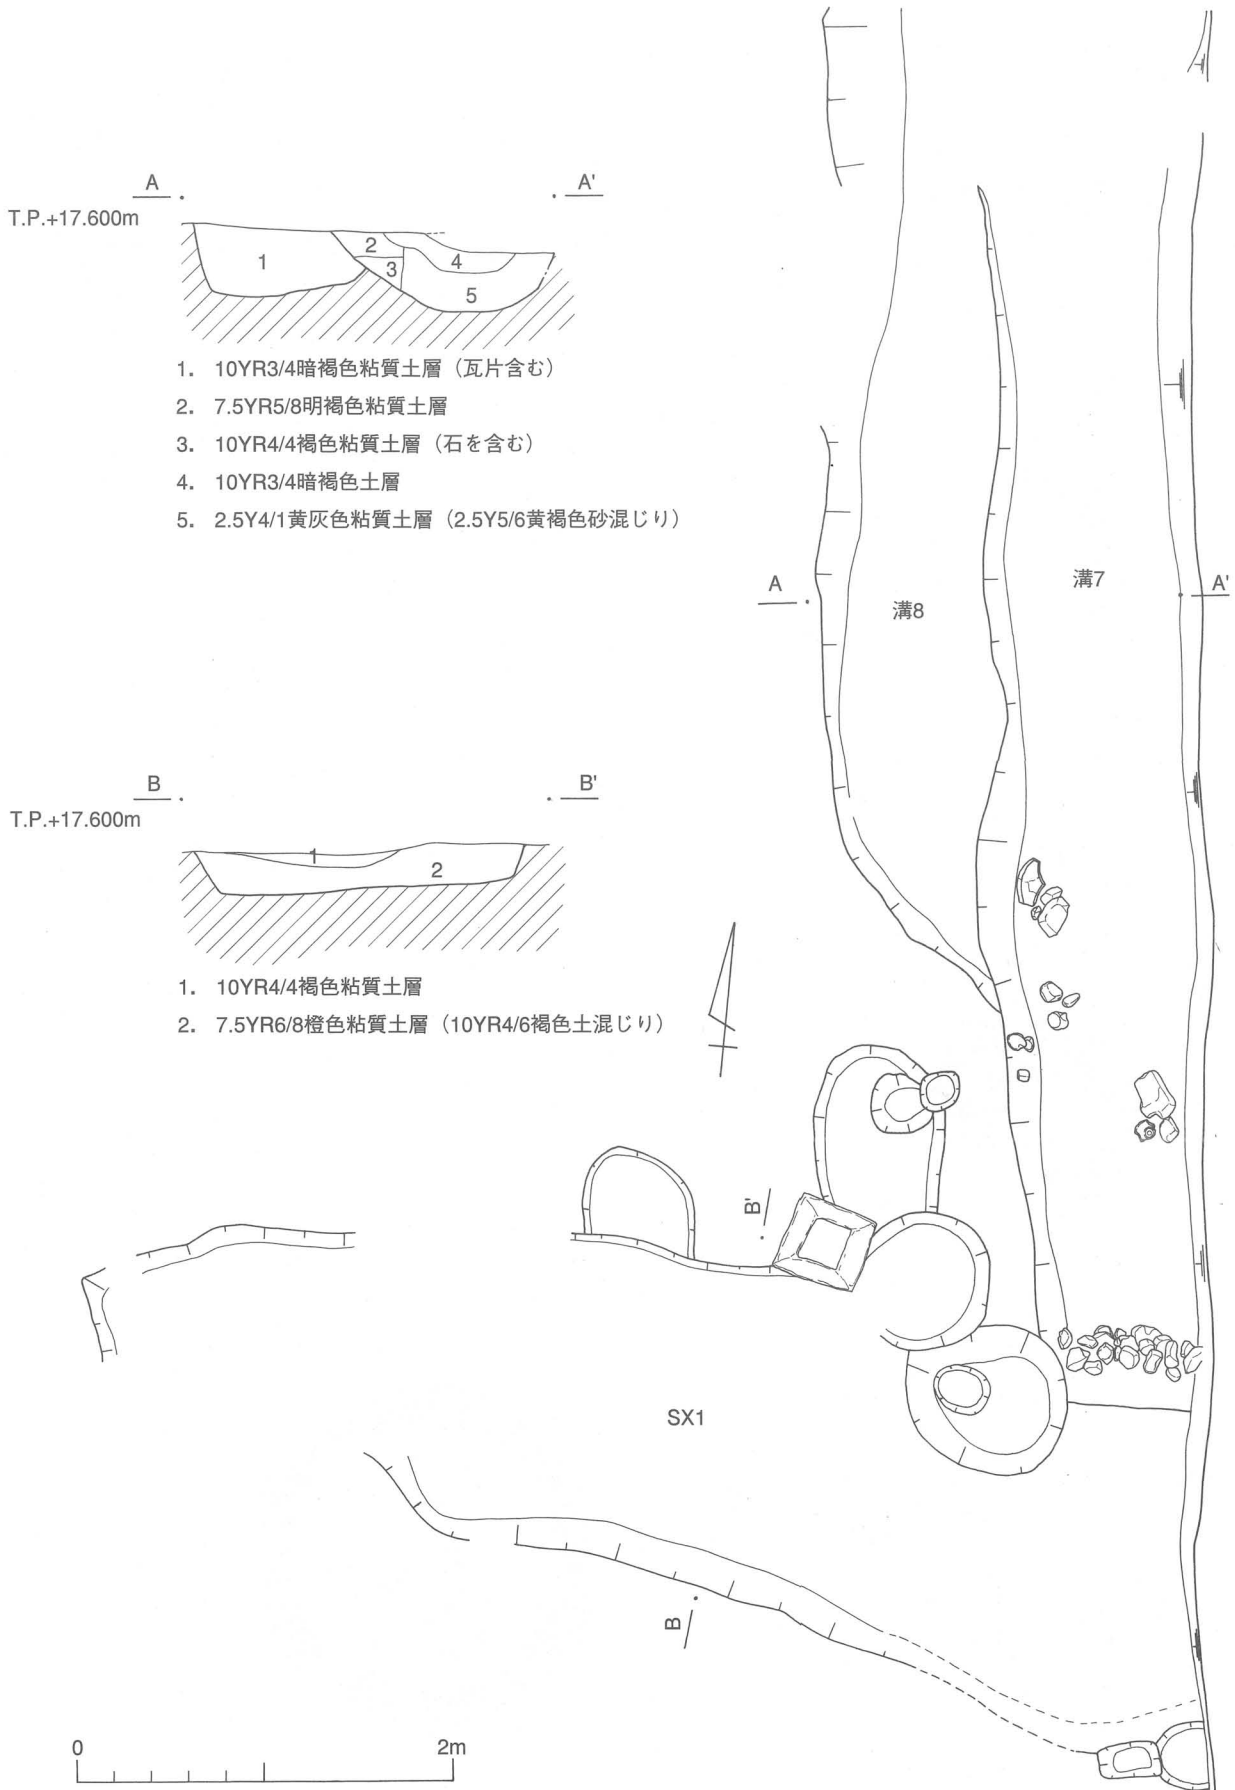 A
A'
T.P.+17.600m
1
2
3
4
5
1. 10YR3/4暗褐色粘質土層（瓦片含む）
2. 7.5YR5/8明褐色粘質土層
3. 10YR4/4褐色粘質土層（石を含む）
4. 10YR3/4暗褐色土層
5. 2.5Y4/1黄灰色粘質土層（2.5Y5/6黄褐色砂混じり）
A
溝8
溝7
A'
B
B'
T.P.+17.600m
1
2
1. 10YR4/4褐色粘質土層
2. 7.5YR6/8橙色粘質土層（10YR4/6褐色土混じり）
B'
SX1
B
0
2m